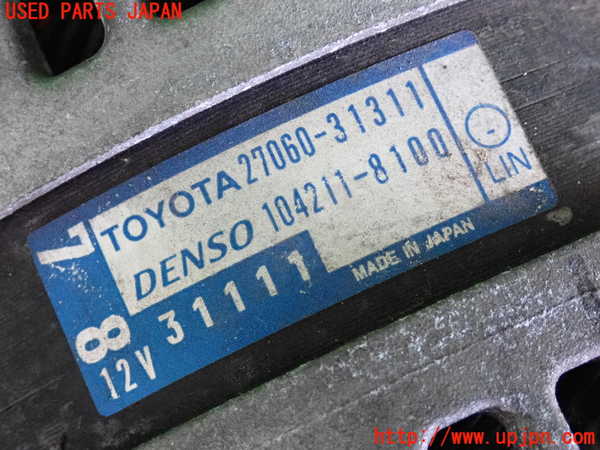 USED PARTS JAPAN
7 TOYOTA 27060-31311
DENSO 104211-8100
LIN
8 31111
12V MADE IN JAPAN
http://www.upjpn.com/